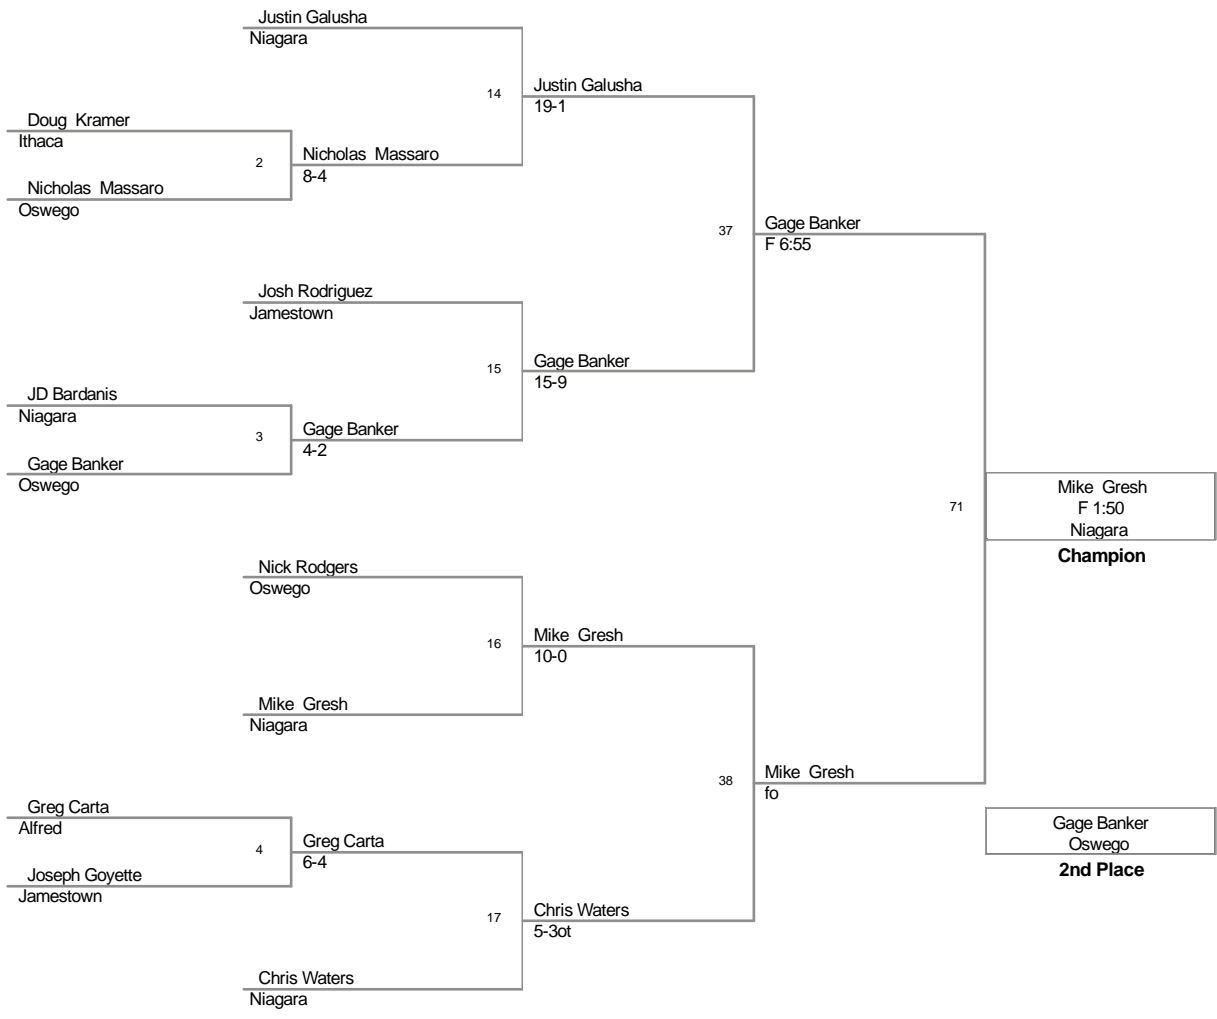 Justin Galusha
Niagara
14
Justin Galusha
19-1
Doug Kramer
Ithaca
2
Nicholas Massaro
8-4
Nicholas Massaro
Oswego
37
Gage Banker
F 6:55
Josh Rodriguez
Jamestown
15
Gage Banker
15-9
JD Bardanis
Niagara
3
Gage Banker
4-2
Gage Banker
Oswego
71
Mike Gresh
F 1:50
Niagara
Champion
Nick Rodgers
Oswego
16
Mike Gresh
10-0
Mike Gresh
Niagara
38
Mike Gresh
fo
Greg Carta
Alfred
4
Greg Carta
6-4
Joseph Goyette
Jamestown
Gage Banker
Oswego
2nd Place
17
Chris Waters
5-3ot
Chris Waters
Niagara